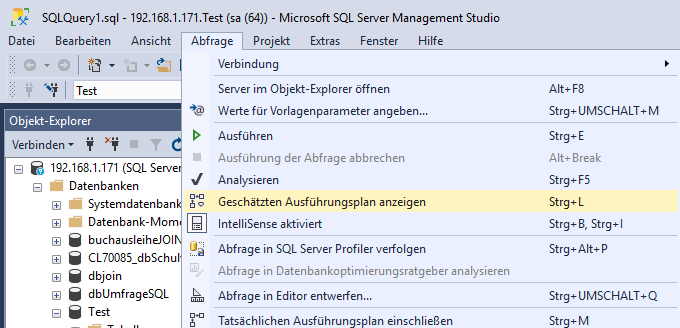 SQLQuery1.sql - 192.168.1.171.Test (sa (64)) - Microsoft SQL Server Management Studio
Datei Bearbeiten Ansicht Abfrage Projekt Extras Fenster Hilfe
Test
Objekt-Explorer
Verbinden
192.168.1.171 (SQL Server
Datenbanken
Systemdatenbank
Datenbank-Mome
buchausleiheJOIN
CL70085_dbSchul
dbjoin
dbUmfrageSQL
Test
Verbindung
Server im Objekt-Explorer öffnen Alt+F8
Werte für Vorlagenparameter angeben... Strg+UMSCHALT+M
Ausführen Strg+E
Ausführung der Abfrage abbrechen Alt+Break
Analysieren Strg+F5
Geschätzten Ausführungsplan anzeigen Strg+L
IntelliSense aktiviert Strg+B, Strg+I
Abfrage in SQL Server Profiler verfolgen Strg+Alt+P
Abfrage in Datenbankoptimierungsratgeber analysieren
Abfrage in Editor entwerfen... Strg+UMSCHALT+Q
Tatsächlichen Ausführungsplan einschließen Strg+M